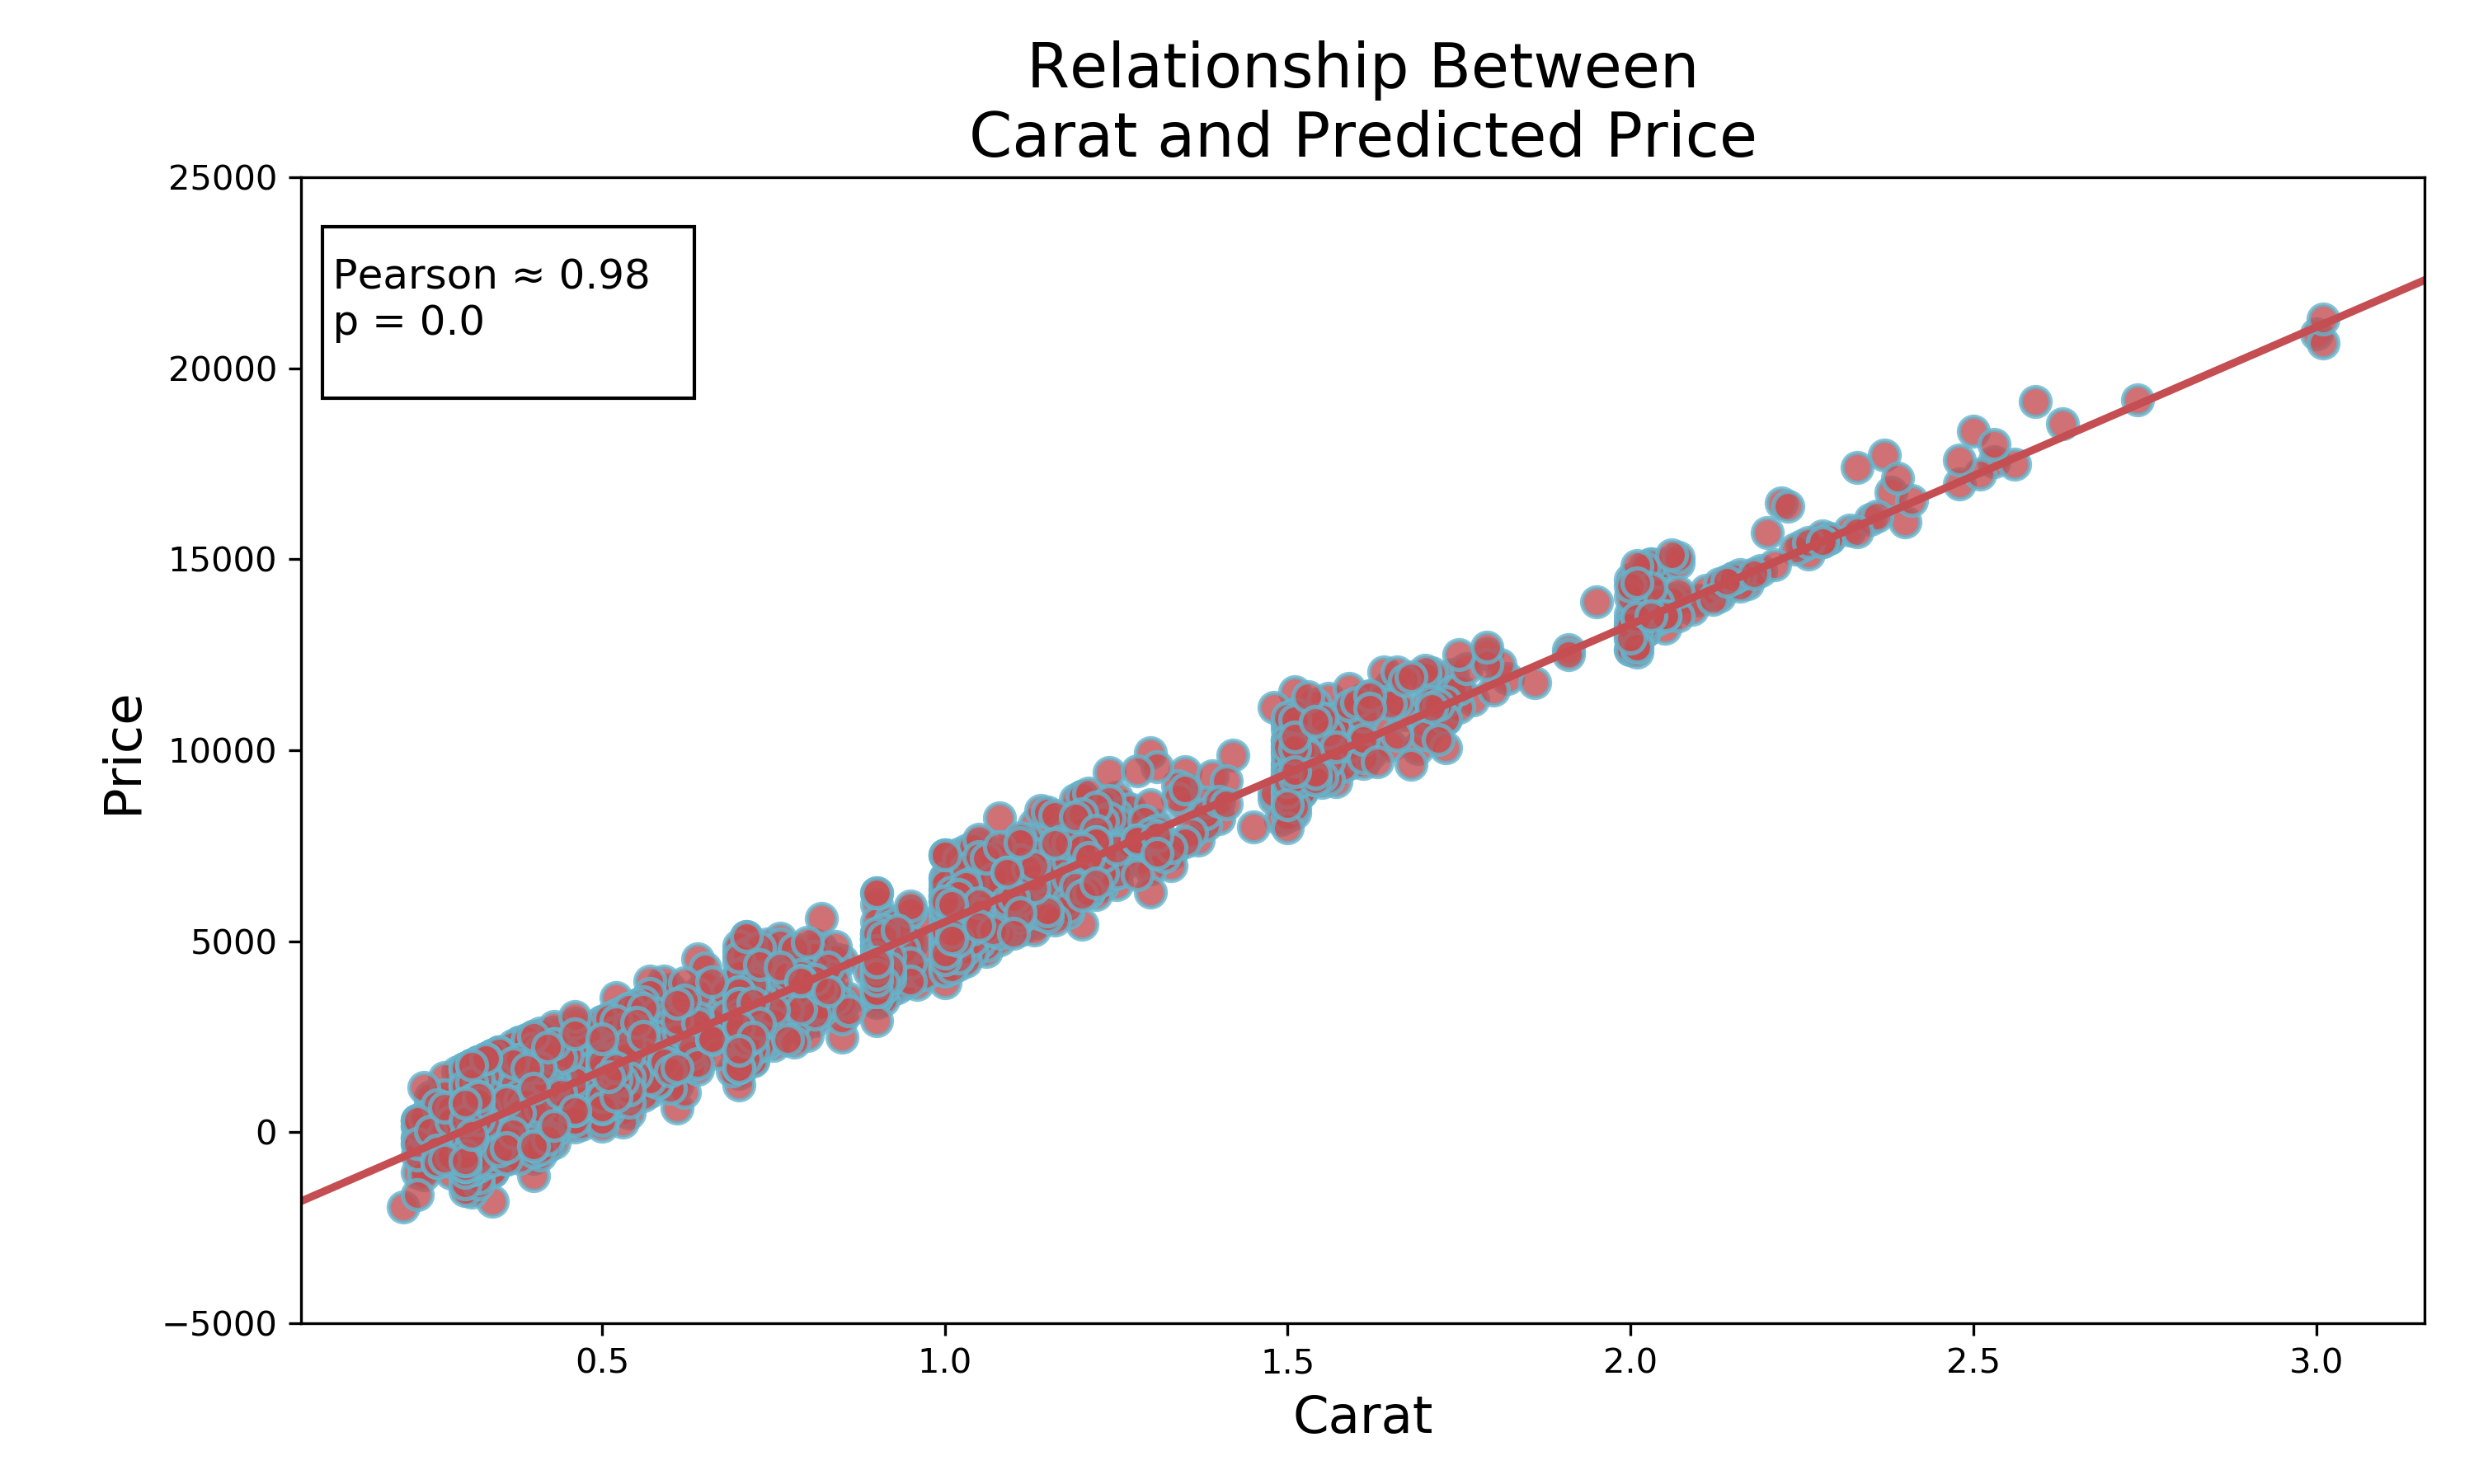 Relationship Between
Carat and Predicted Price
25000
20000
15000
10000
5000
0
−5000
Pearson ≈ 0.98
p = 0.0
Price
0.5
1.0
1.5
2.0
2.5
3.0
Carat